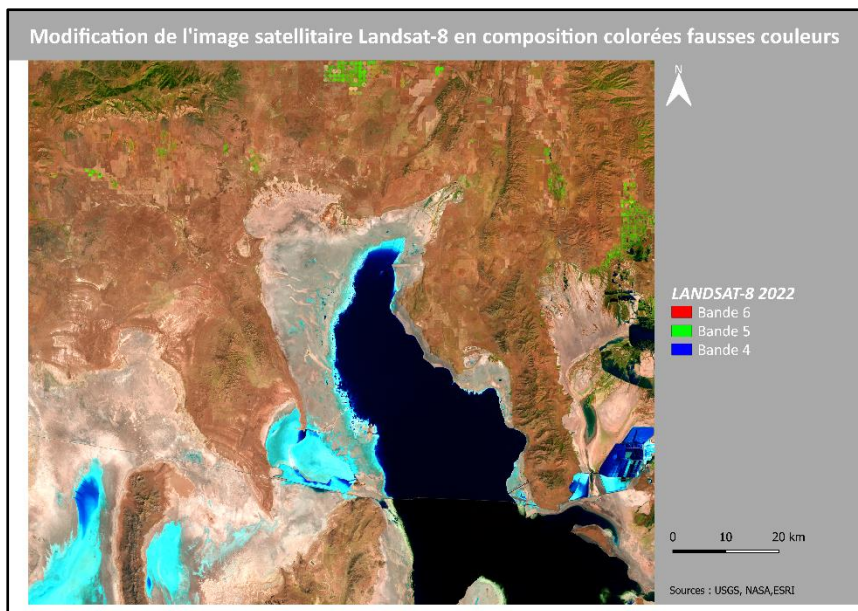 Modification de l'image satellitaire Landsat-8 en composition colorées fausses couleurs
N
LANDSAT-8 2022
Bande 6
Bande 5
Bande 4
0 10 20 km
Sources : USGS, NASA,ESRI